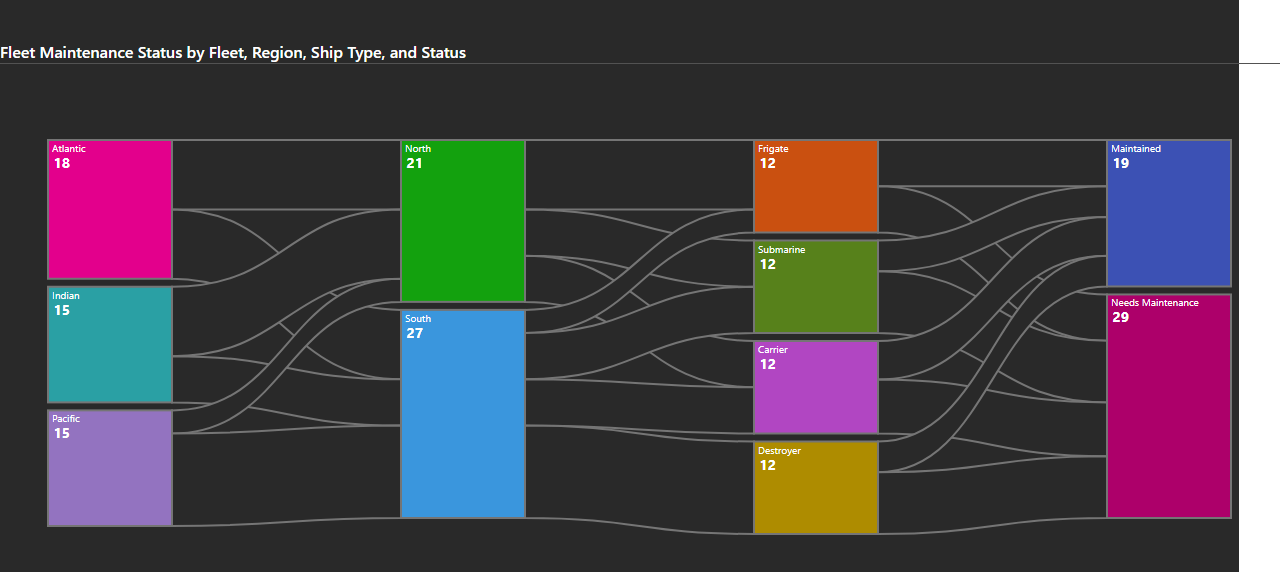 Fleet Maintenance Status by Fleet, Region, Ship Type, and Status
Atlantic
18
Indian
15
Pacific
15
North
21
South
27
Frigate
12
Submarine
12
Carrier
12
Destroyer
12
Maintained
19
Needs Maintenance
29